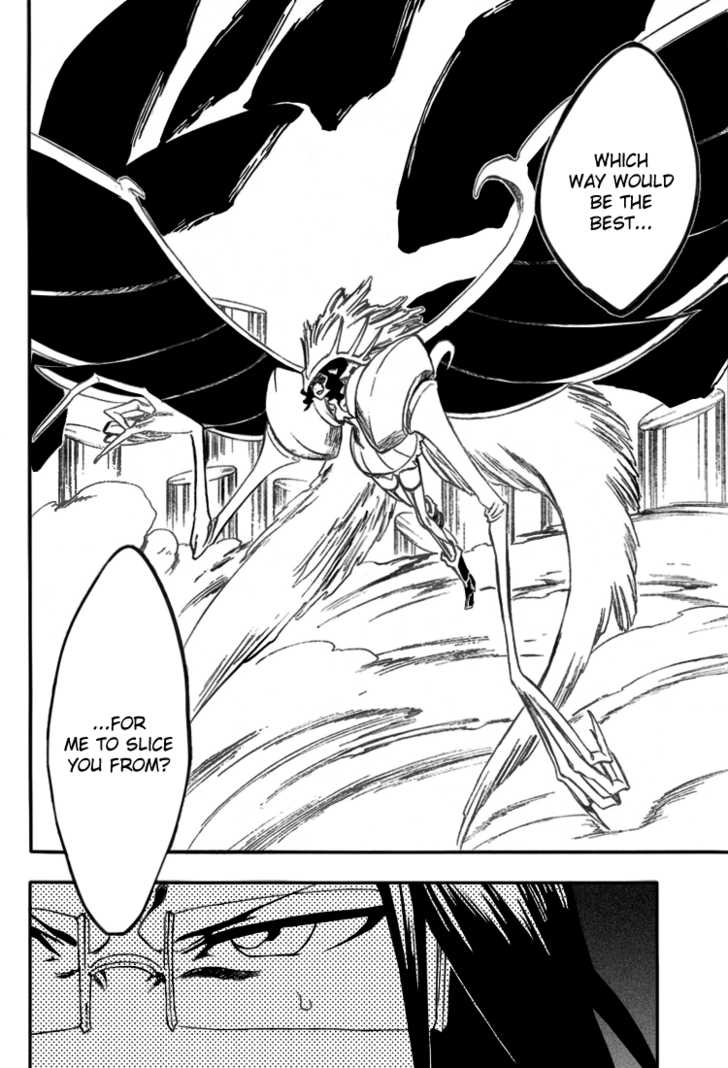 WHICH
WAY WOULD
BE THE
BEST...
...FOR
ME TO SLICE
YOU FROM?